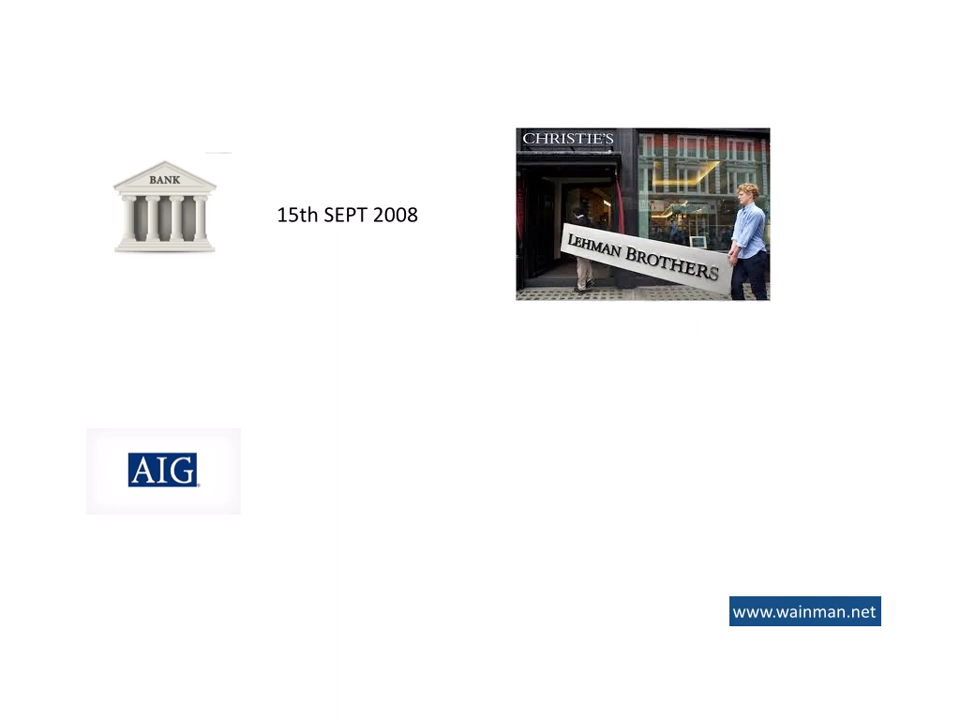 CHRISTIE'S
BANK
15th SEPT 2008
LEHMAN BROTHERS
AIG
www.wainman.net